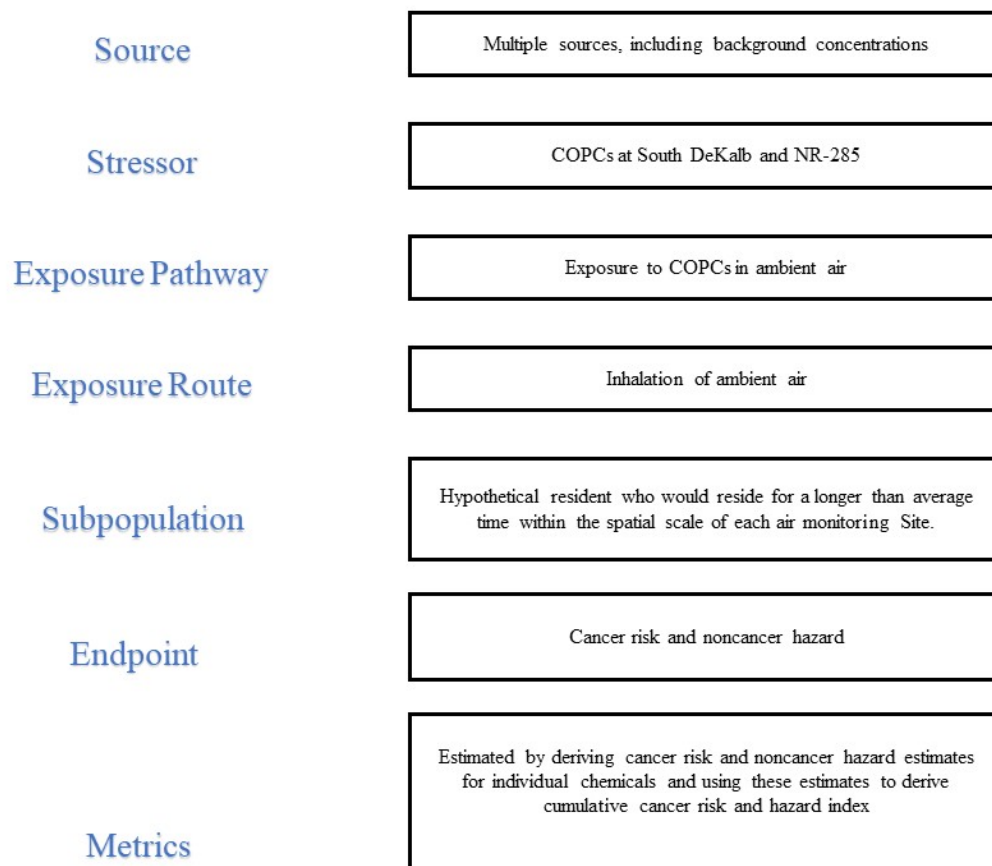 Source
Multiple sources, including background concentrations
Stressor
COPCs at South DeKalb and NR-285
Exposure Pathway
Exposure to COPCs in ambient air
Exposure Route
Inhalation of ambient air
Subpopulation
Hypothetical resident who would reside for a longer than average
time within the spatial scale of each air monitoring Site.
Endpoint
Cancer risk and noncancer hazard
Metrics
Estimated by deriving cancer risk and noncancer hazard estimates
for individual chemicals and using these estimates to derive
cumulative cancer risk and hazard index